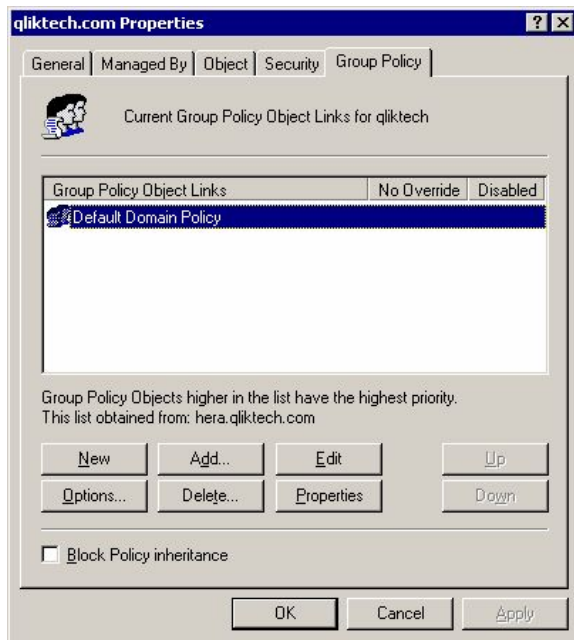 qliktech.com Properties
General Managed By Object Security Group Policy
Current Group Policy Object Links for qliktech
Group Policy Object Links No Override Disabled
Default Domain Policy
Group Policy Objects higher in the list have the highest priority.
This list obtained from: hera.qliktech.com
New Add... Edit Up
Options... Delete... Properties Down
Block Policy inheritance
OK Cancel Apply